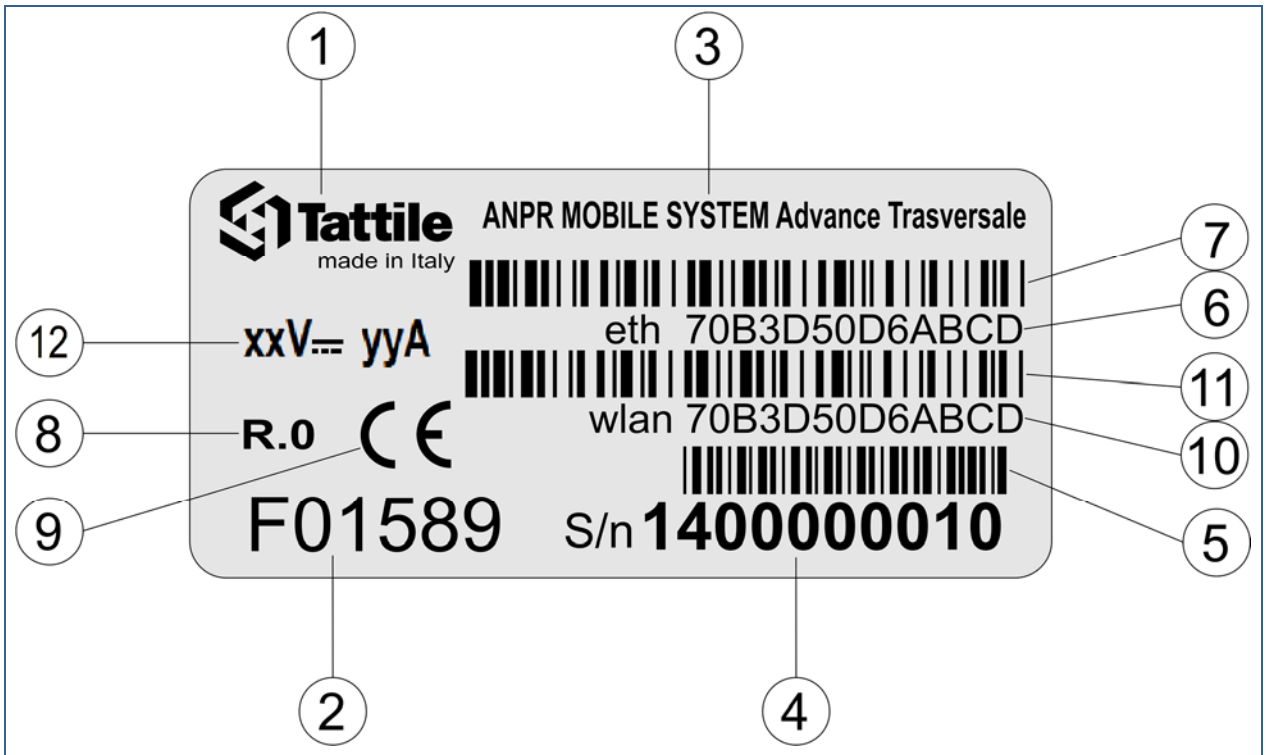 1
3
Tattile
made in Italy
ANPR MOBILE SYSTEM Advance Trasversale
7
eth 70B3D50D6ABCD
6
12
xxV⎓ yyA
11
wlan 70B3D50D6ABCD
10
8
R.0 CE
9
F01589
S/n 1400000010
5
2
4